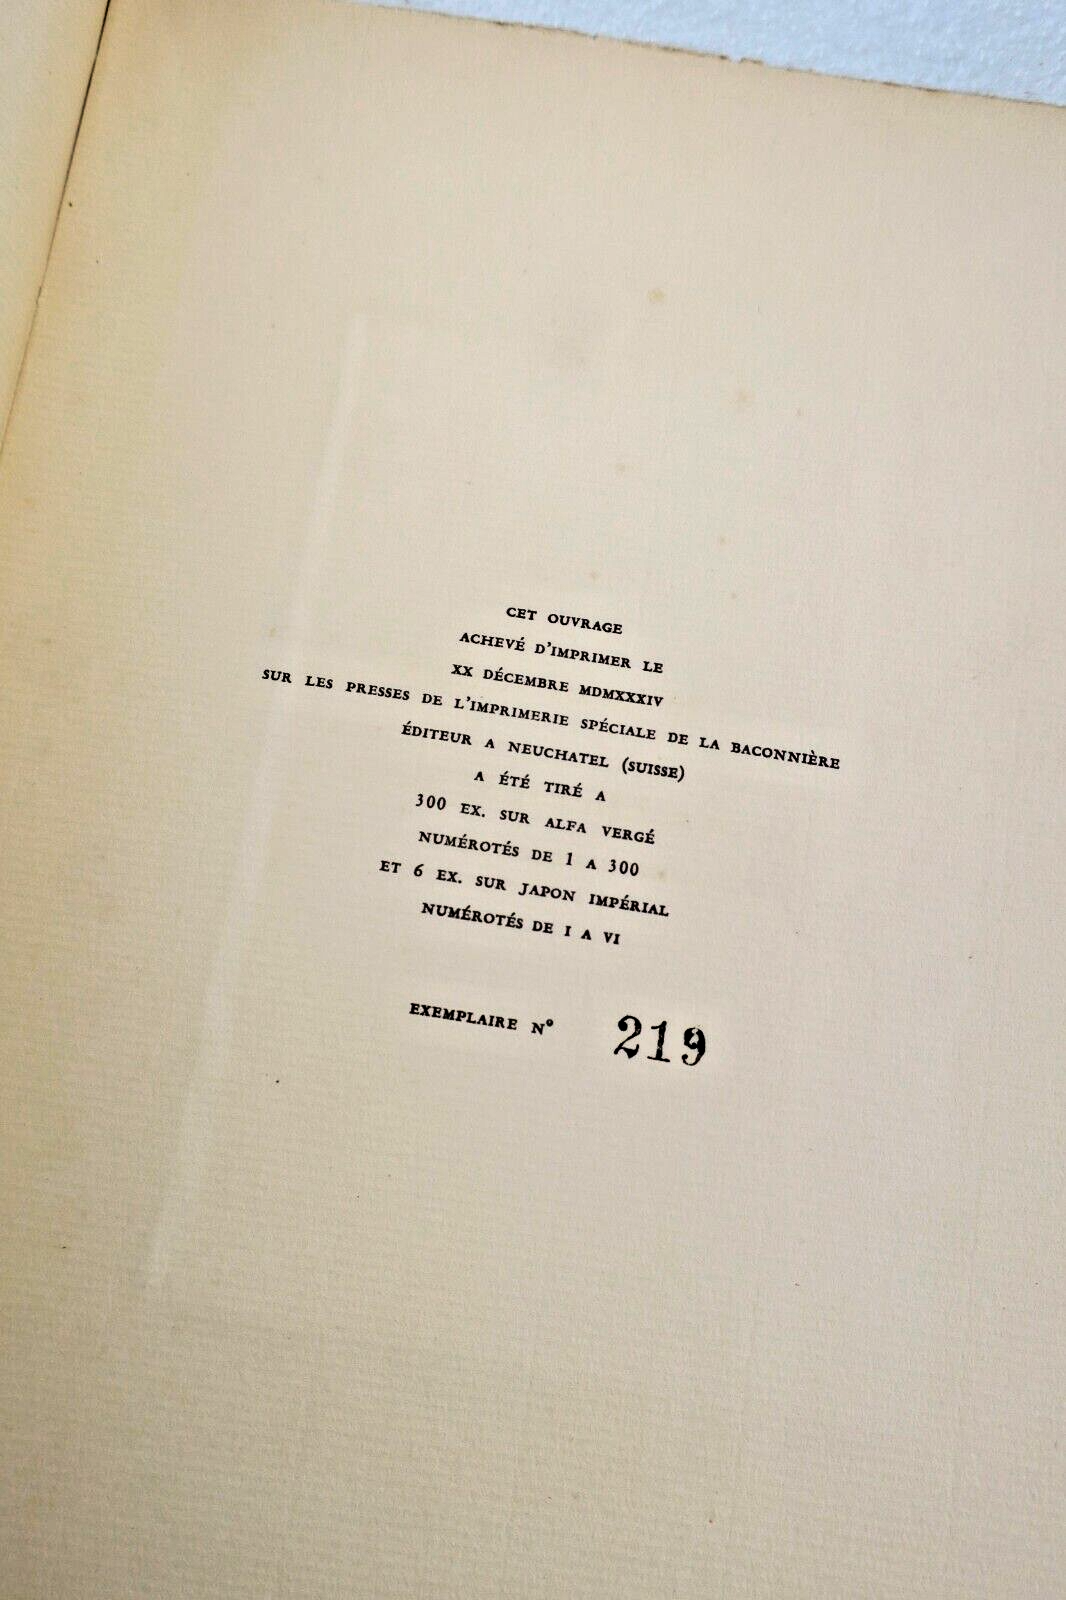 CET OUVRAGE
ACHEVÉ D'IMPRIMER LE
XX DÉCEMBRE MDMXXXIV
SUR LES PRESSES DE L'IMPRIMERIE SPÉCIALE DE LA BACONNIÈRE
ÉDITEUR A NEUCHATEL (SUISSE)
A ÉTÉ TIRÉ A
300 EX. SUR ALFA VERGÉ
NUMÉROTÉS DE 1 A 300
ET 6 EX. SUR JAPON IMPÉRIAL
NUMÉROTÉS DE I A VI
EXEMPLAIRE N° 219